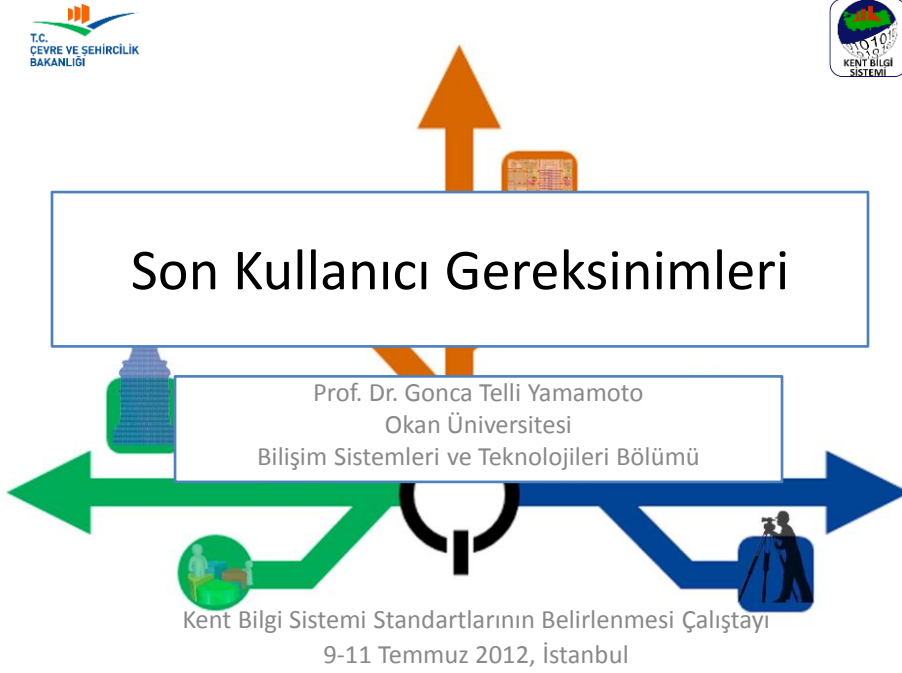 T.C.
ÇEVRE VE ŞEHİRCİLİK
BAKANLIĞI
KENT BİLGİ
SİSTEMİ
Son Kullanıcı Gereksinimleri
Prof. Dr. Gonca Telli Yamamoto
Okan Üniversitesi
Bilişim Sistemleri ve Teknolojileri Bölümü
Kent Bilgi Sistemi Standartlarının Belirlenmesi Çalıştayı
9-11 Temmuz 2012, İstanbul